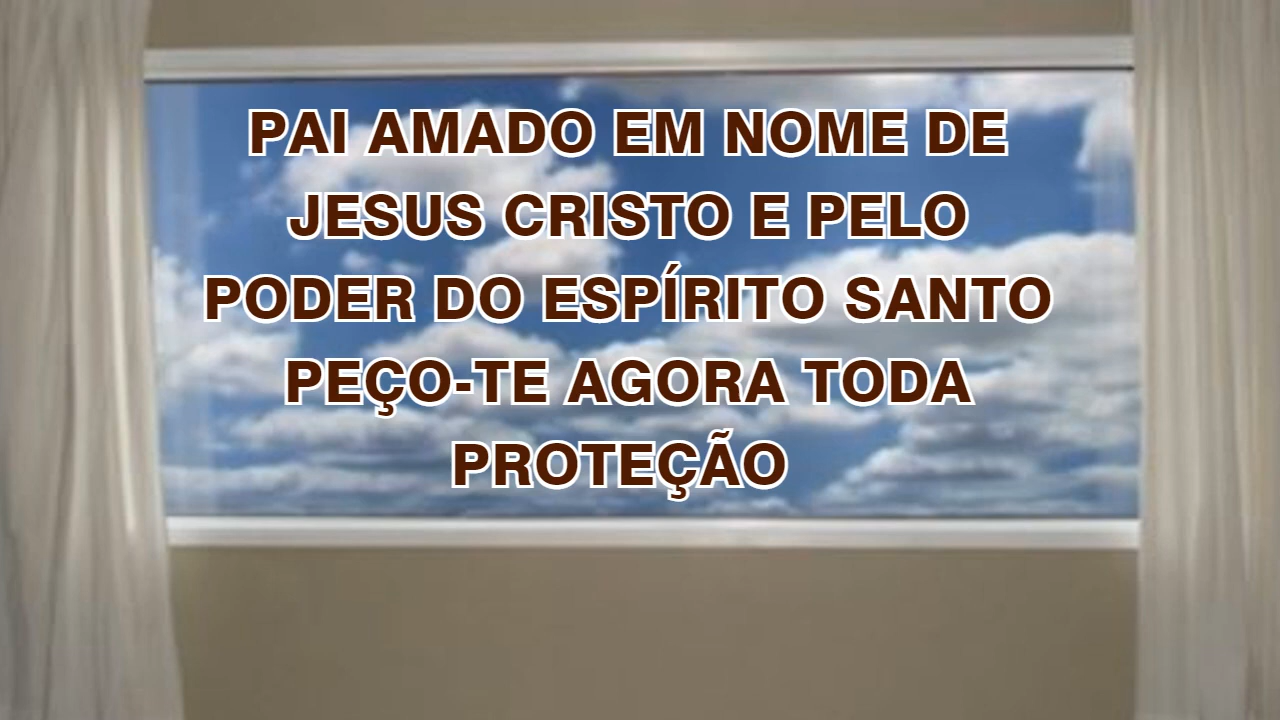 PAI AMADO EM NOME DE
JESUS CRISTO E PELO
PODER DO ESPÍRITO SANTO
PEÇO-TE AGORA TODA
PROTEÇÃO